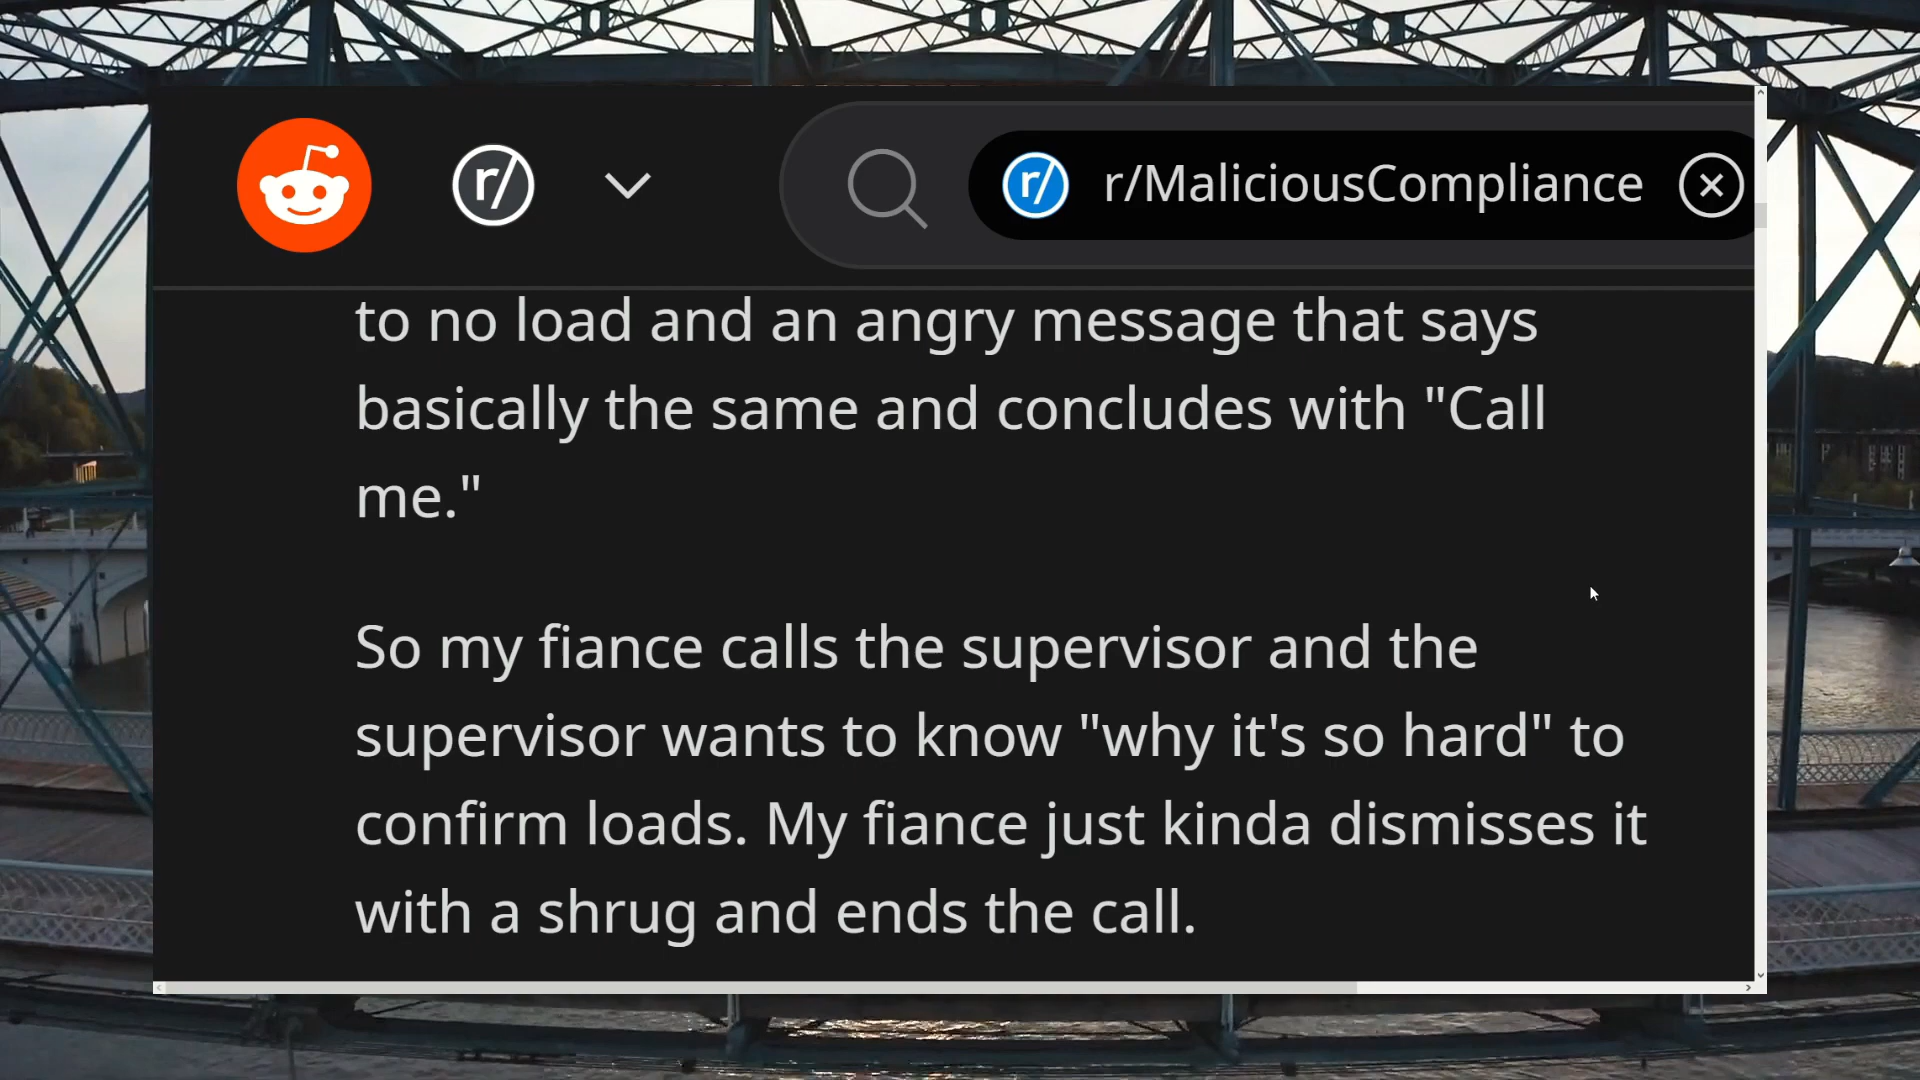 r/
r/ r/MaliciousCompliance
to no load and an angry message that says
basically the same and concludes with "Call
me."
So my fiance calls the supervisor and the
supervisor wants to know "why it's so hard" to
confirm loads. My fiance just kinda dismisses it
with a shrug and ends the call.